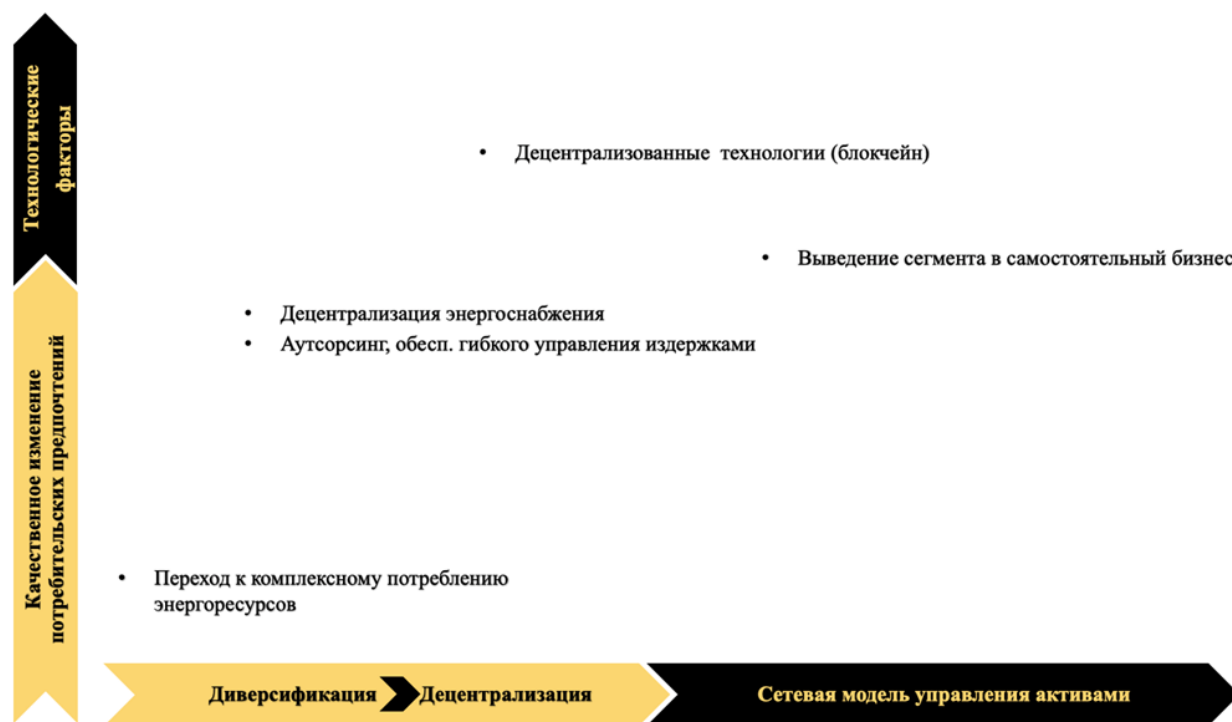 Технологические
факторы
• Децентрализованные технологии (блокчейн)
• Выведение сегмента в самостоятельный бизнес
• Децентрализация энергоснабжения
• Аутсорсинг, обесп. гибкого управления издержками
Качественное изменение
потребительских предпочтений
• Переход к комплексному потреблению
энергоресурсов
Диверсификация Децентрализация Сетевая модель управления активами